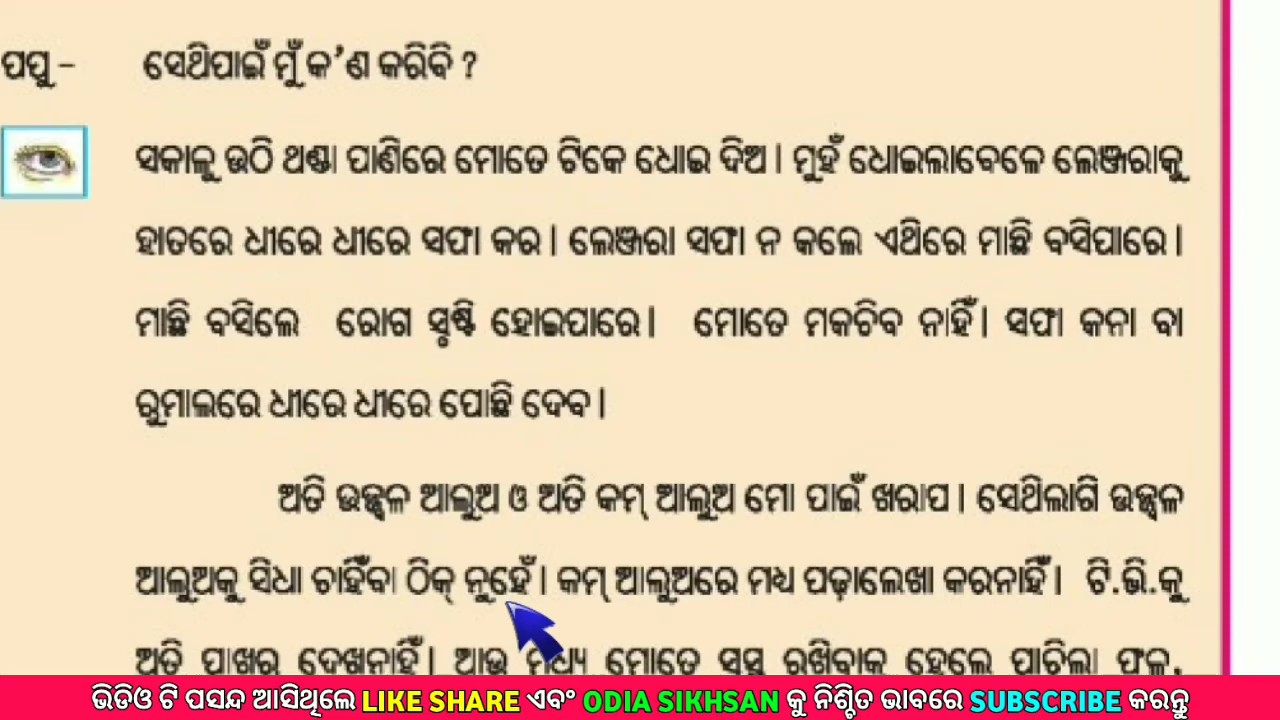 ପପୁ – ସେଥିପାଇଁ ମୁଁ କ'ଣ କରିବି ?
ସକାଳୁ ଉଠି ଥଣ୍ଡା ପାଣିରେ ମୋତେ ଟିକେ ଧୋଇ ଦିଅ । ମୁହଁ ଧୋଇଲାବେଳେ ଲେଞ୍ଜରାକୁ
ହାତରେ ଧୀରେ ଧୀରେ ସଫା କର । ଲେଞ୍ଜରା ସଫା ନ କଲେ ଏଥିରେ ମାଛି ବସିପାରେ ।
ମାଛି ବସିଲେ ରୋଗ ସୃଷ୍ଟି ହୋଇପାରେ । ମୋତେ ମକଚିବ ନାହିଁ । ସଫା କନା ବା
ରୁମାଲରେ ଧୀରେ ଧୀରେ ପୋଛି ଦେବ ।
ଅତି ଉଜ୍ଜ୍ୱଳ ଆଲୁଅ ଓ ଅତି କମ୍ ଆଲୁଅ ମୋ ପାଇଁ ଖରାପ । ସେଥିଲାଗି ଉଜ୍ଜ୍ୱଳ
ଆଲୁଅକୁ ସିଧା ଚାହିଁବା ଠିକ୍ ନୁହେଁ । କମ୍ ଆଲୁଅରେ ମଧ୍ୟ ପଢ଼ାଲେଖା କରନାହିଁ । ଟି.ଭି.କୁ
ଅତି ପାଖରୁ ଦେଖନାହିଁ । ଆଉ ମଧ୍ୟ ମୋତେ ସୁସ୍ଥ ରଖିବାକୁ ହେଲେ ପାଚିଲା ଫଳ,
ଭିଡିଓ ଟି ପସନ୍ଦ ଆସିଥିଲେ LIKE SHARE ଏବଂ ODIA SIKHSAN କୁ ନିଶ୍ଚିତ ଭାବରେ SUBSCRIBE କରନ୍ତୁ